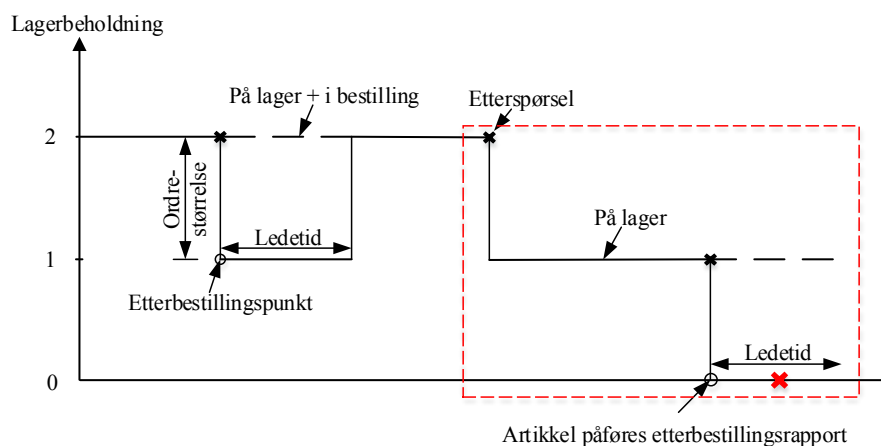 Lagerbeholdning
På lager + i bestilling
Etterspørsel
2
Ordre-
størrelse
Ledetid
På lager
1
Etterbestillingspunkt
Ledetid
0
Artikkel påføres etterbestillingsrapport